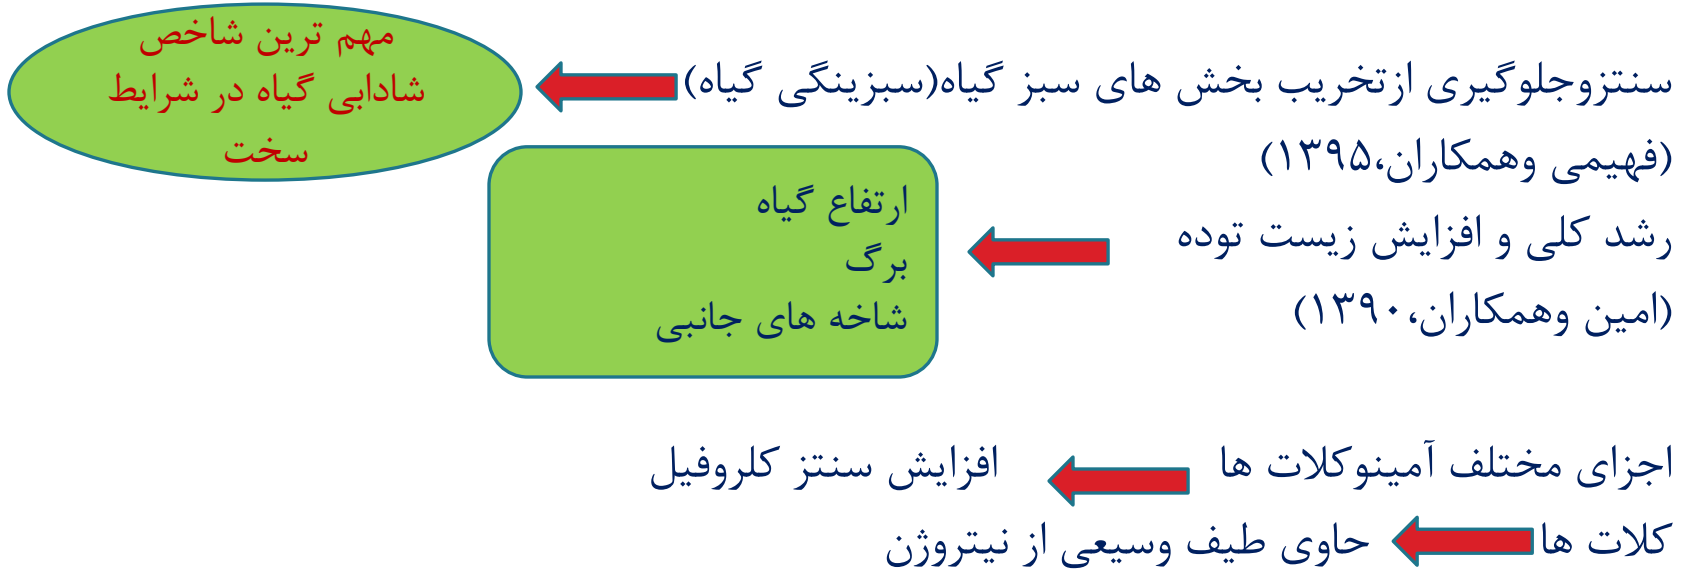 مهم ترین شاخص
شادابی گیاه در شرایط
سخت
سنتزوجلوگیری ازتخریب بخش های سبز گیاه(سبزینگی گیاه)
(فهیمی وهمکاران،۱۳۹۵)
رشد کلی و افزایش زیست توده
(امین وهمکاران،۱۳۹۰)
ارتفاع گیاه
برگ
شاخه های جانبی
اجزای مختلف آمینوکلات ها افزایش سنتز کلروفیل
کلات ها حاوی طیف وسیعی از نیتروژن